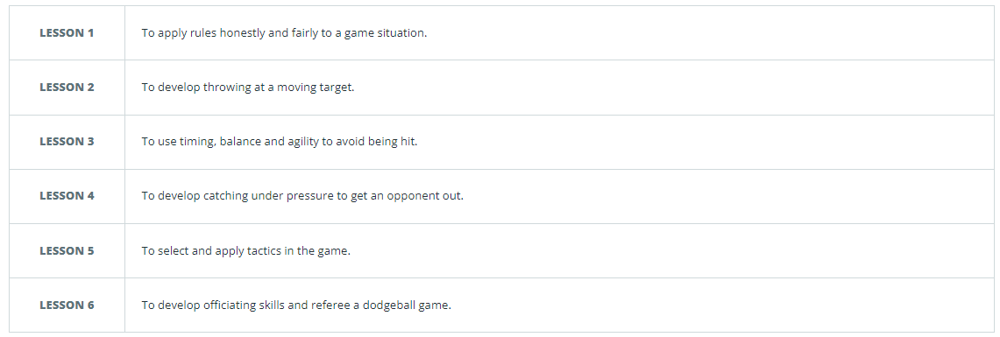 LESSON 1 To apply rules honestly and fairly to a game situation.
LESSON 2 To develop throwing at a moving target.
LESSON 3 To use timing, balance and agility to avoid being hit.
LESSON 4 To develop catching under pressure to get an opponent out.
LESSON 5 To select and apply tactics in the game.
LESSON 6 To develop officiating skills and referee a dodgeball game.